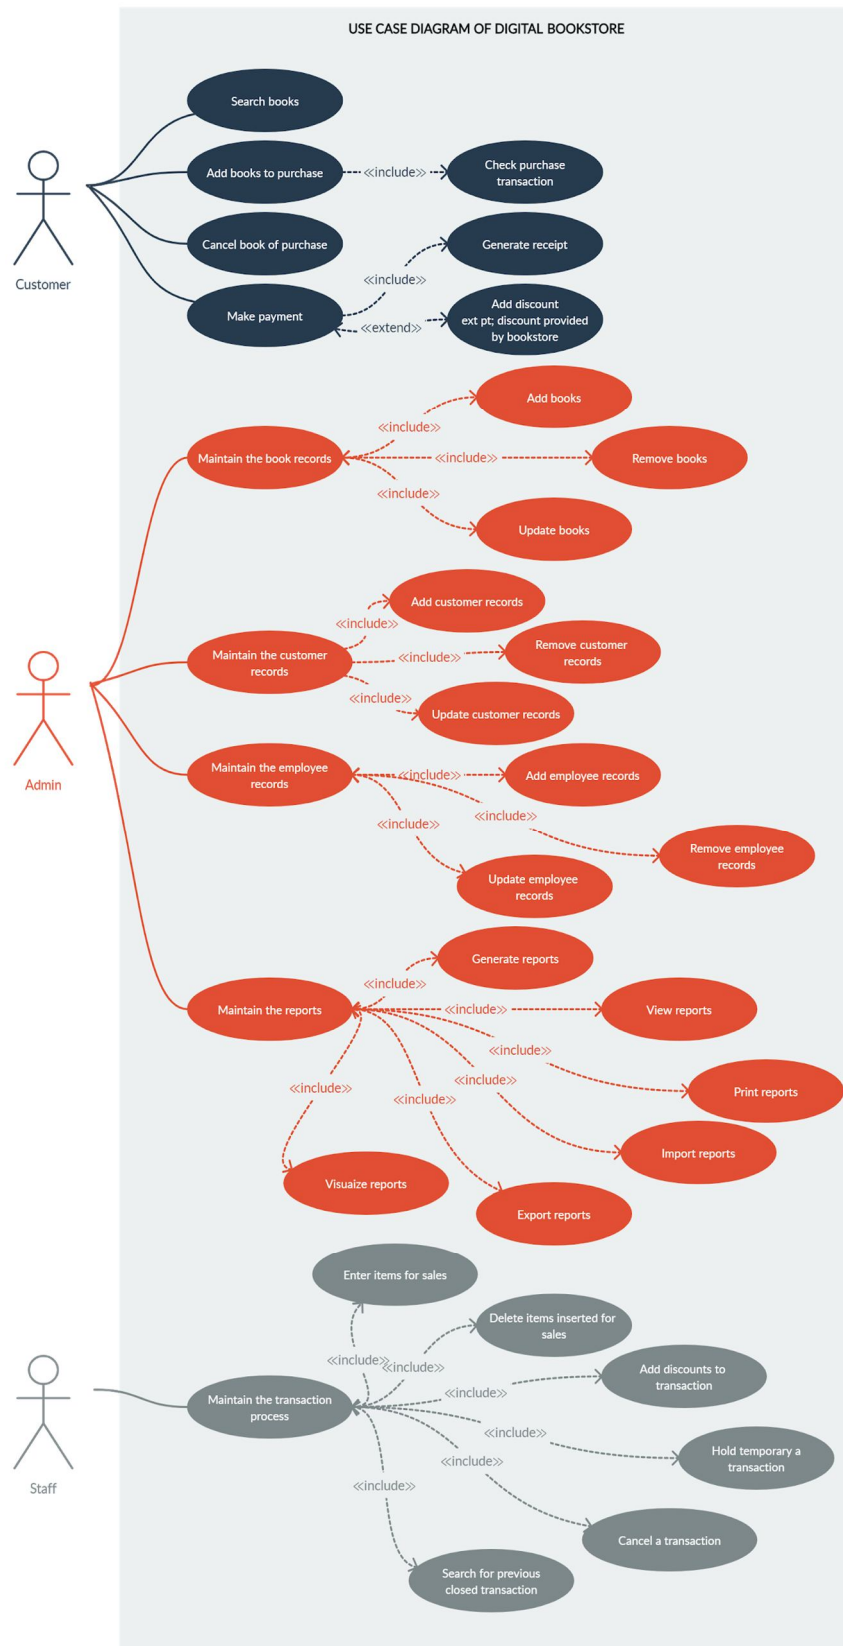 USE CASE DIAGRAM OF DIGITAL BOOKSTORE
Search books
Add books to purchase
<<include>>
Check purchase
transaction
Cancel book of purchase
Generate receipt
<<include>>
Customer
Make payment
<<extend>>
Add discount
ext pt; discount provided
by bookstore
Add books
<<include>>
Maintain the book records
<<include>>
Remove books
<<include>>
Update books
Add customer records
<<include>>
Maintain the customer
records
<<include>>
Remove customer
records
<<include>>
Update customer records
Admin
Maintain the employee
records
<<include>>
Add employee records
<<include>>
<<include>>
Remove employee
records
Update employee
records
Generate reports
<<include>>
Maintain the reports
<<include>>
View reports
<<include>>
<<include>>
<<include>>
<<include>>
Print reports
Import reports
Visuaize reports
Export reports
Enter items for sales
Delete items inserted for
sales
<<include>>
<<include>>
Add discounts to
transaction
<<include>>
Maintain the transaction
process
<<include>>
Hold temporary a
transaction
<<include>>
<<include>>
Staff
Cancel a transaction
Search for previous
closed transaction